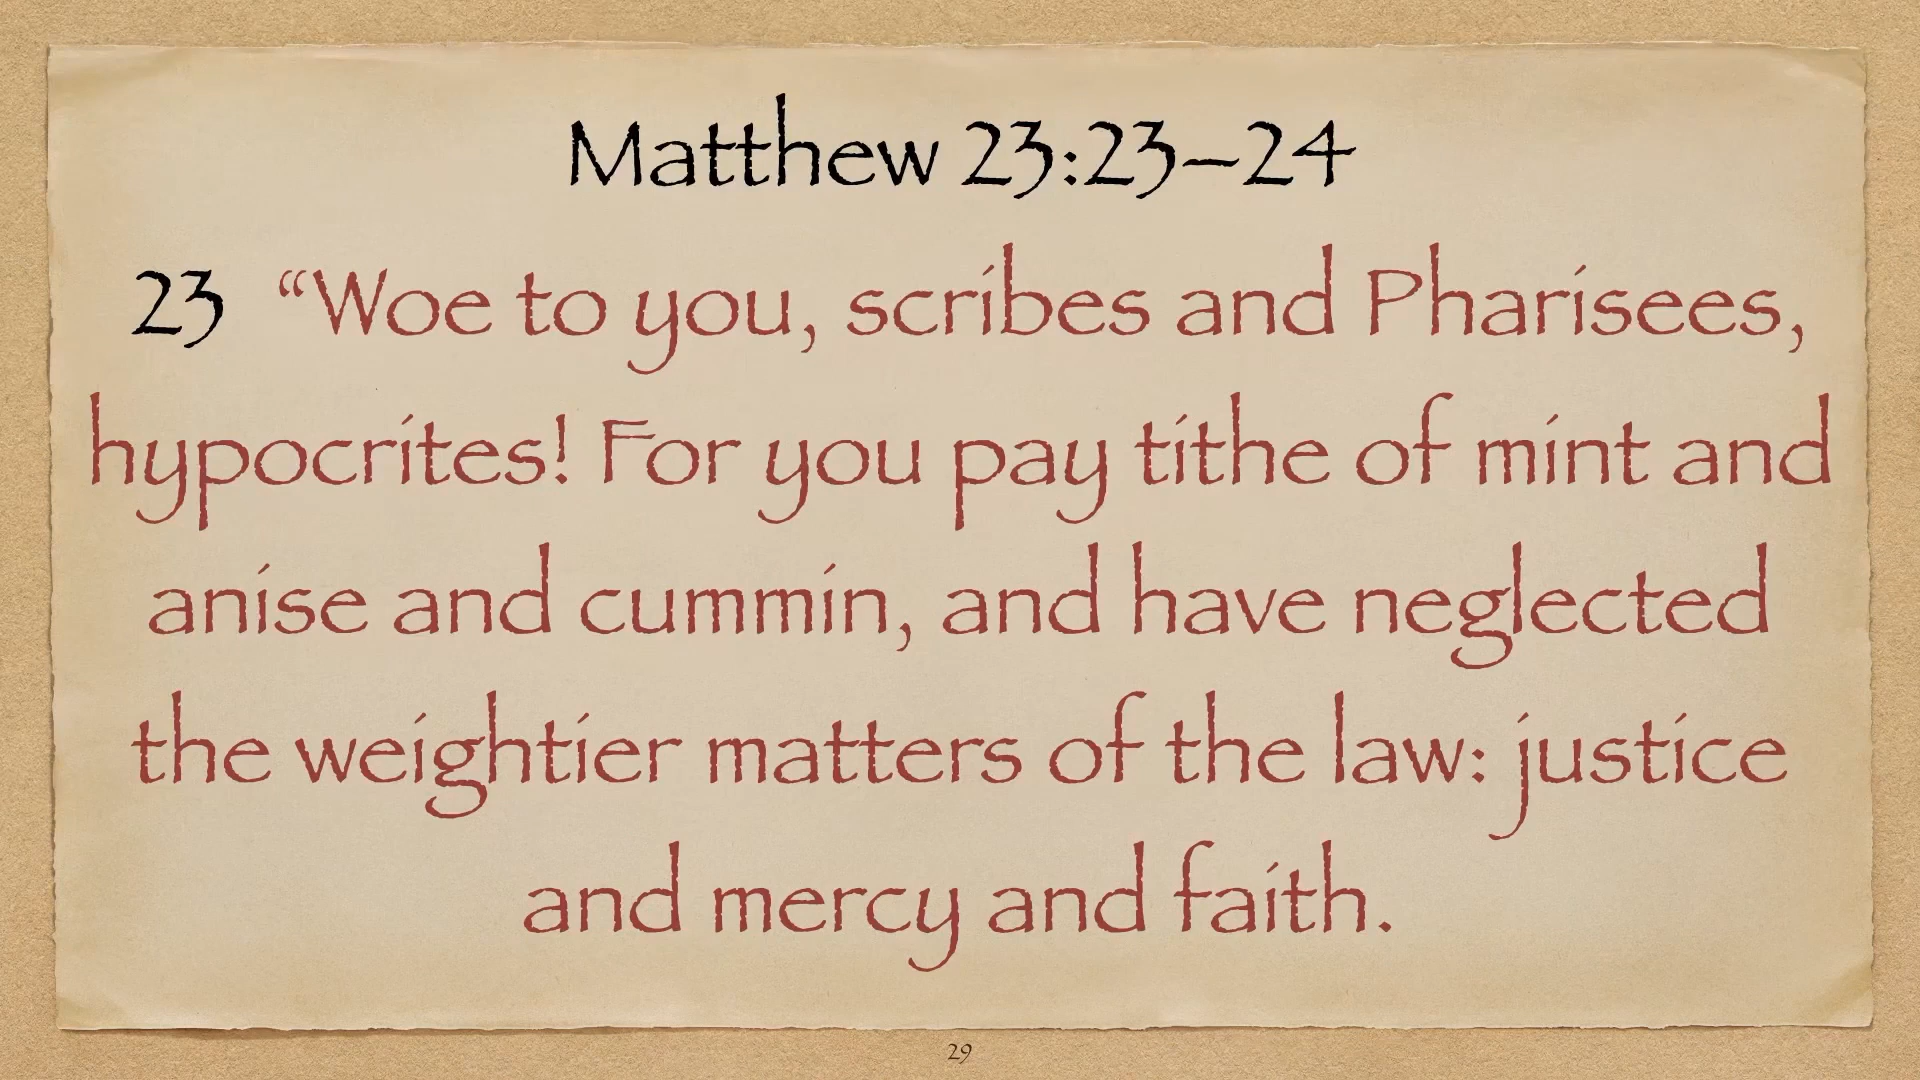 Matthew 23:23–24
23 “Woe to you, scribes and Pharisees,
hypocrites! For you pay tithe of mint and
anise and cummin, and have neglected
the weightier matters of the law: justice
and mercy and faith.
29